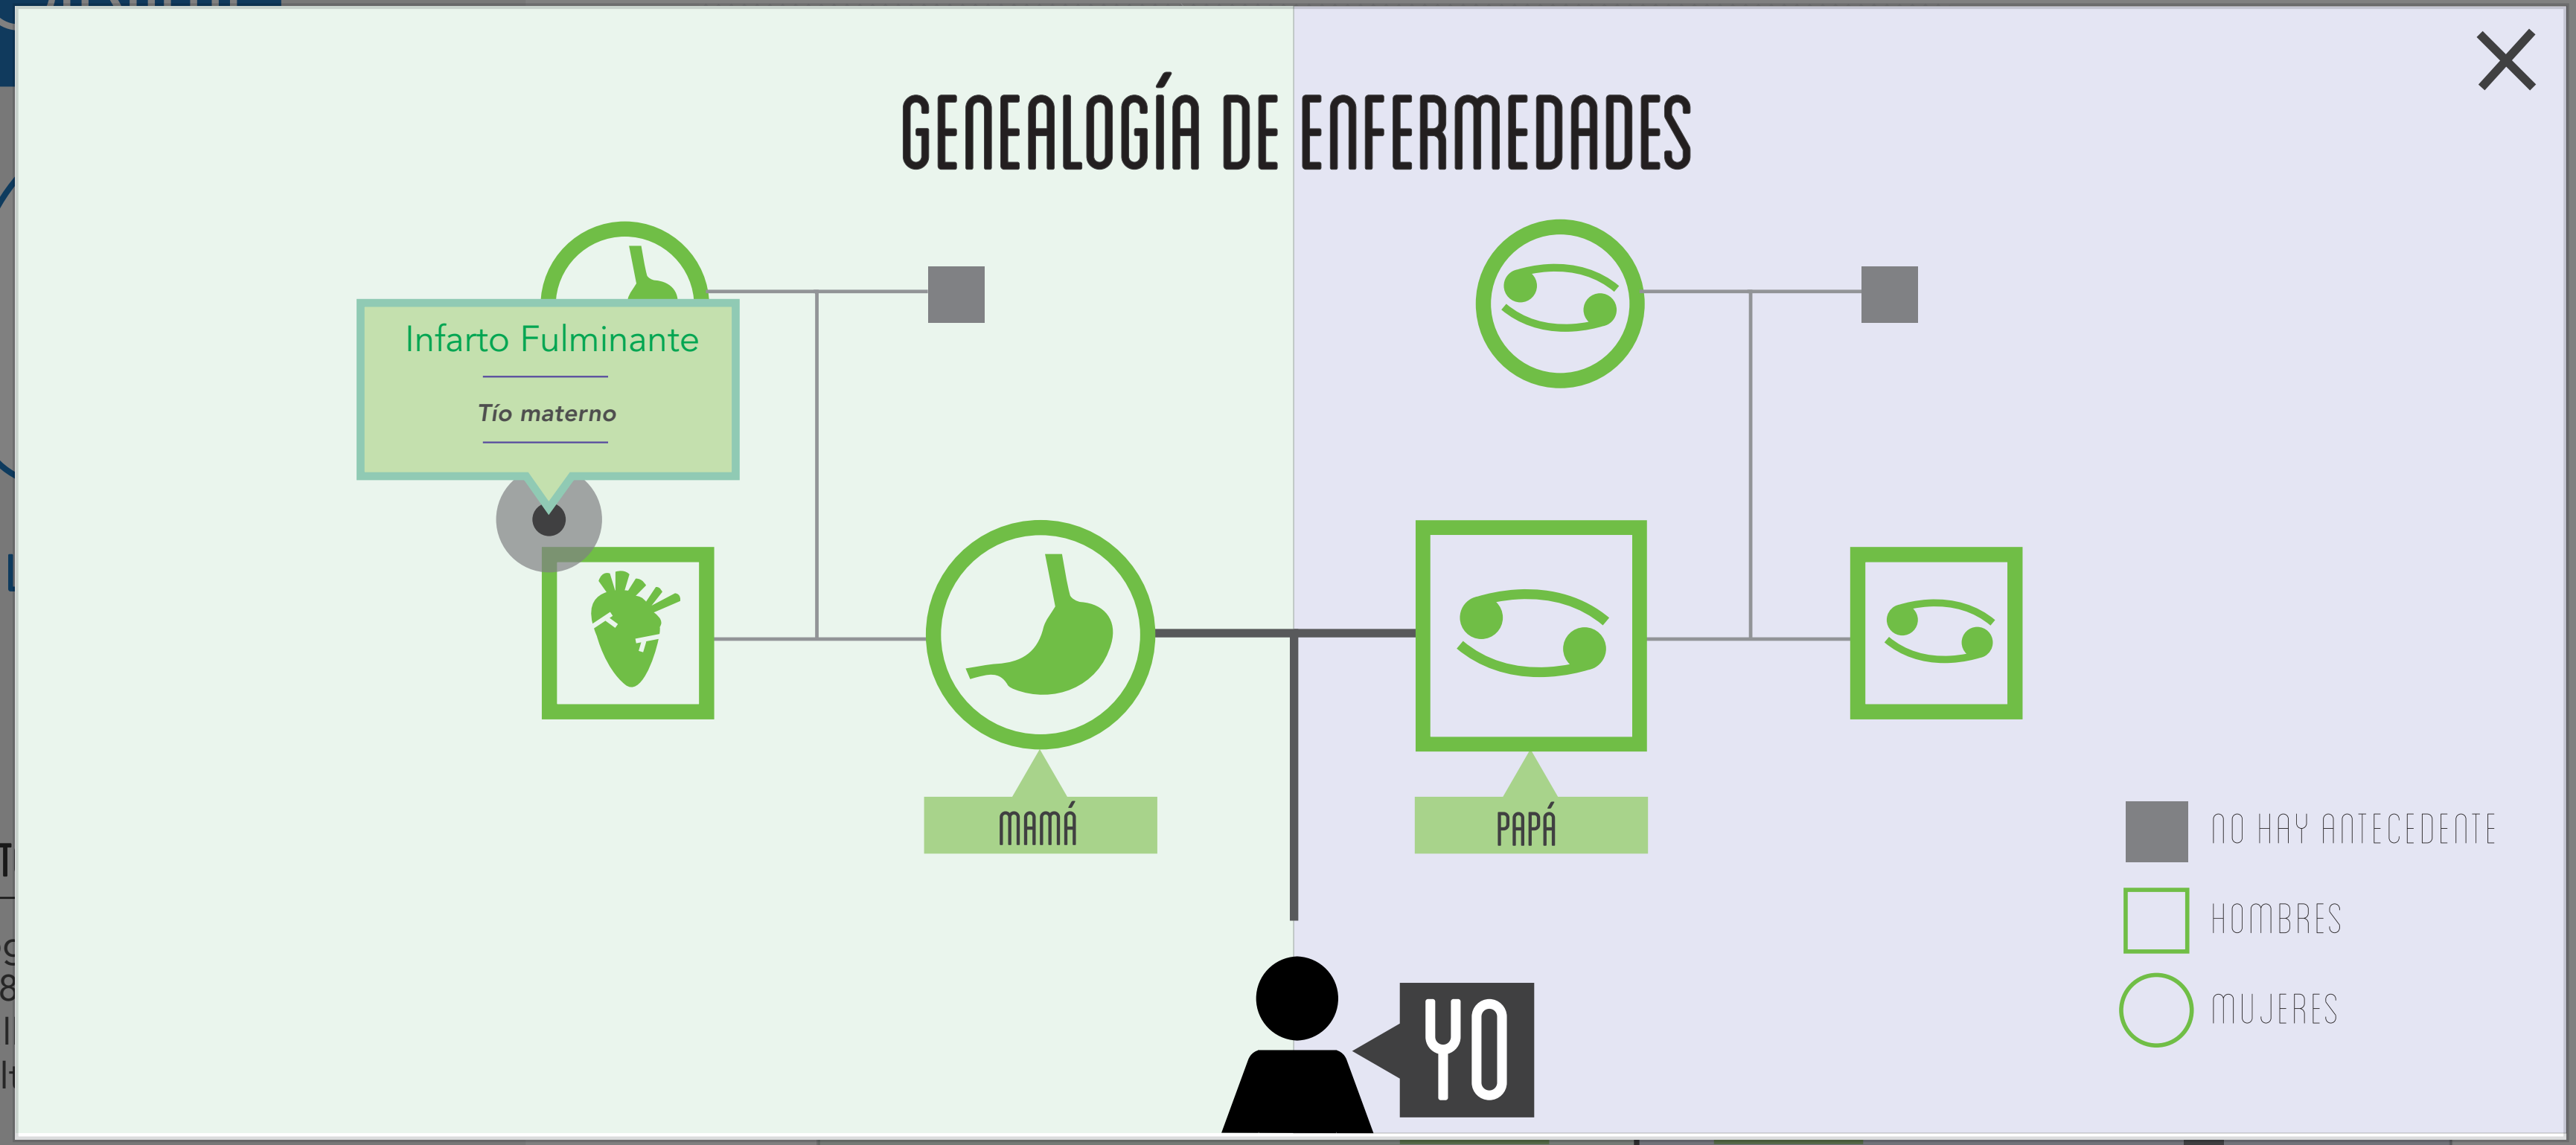 GENEALOGÍA DE ENFERMEDADES
Infarto Fulminante
Tío materno
MAMÁ
PAPÁ
NO HAY ANTECEDENTE
HOMBRES
MUJERES
YO